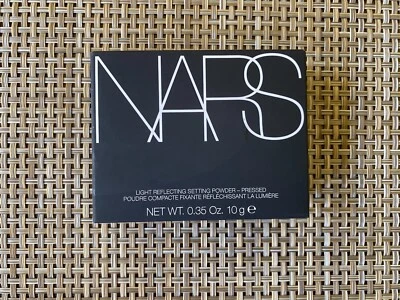 NARS
LIGHT REFLECTING SETTING POWDER – PRESSED
POUDRE COMPACTE FIXANTE RÉFLÉCHISSANT LA LUMIÈRE
NET WT. 0.35 Oz. 10 g ℮